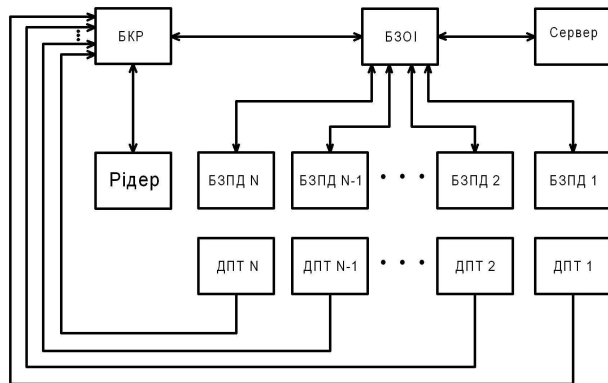 БКР
БЗОІ
Сервер
Рідер
БЗПД N
БЗПД N-1
БЗПД 2
БЗПД 1
ДПТ N
ДПТ N-1
ДПТ 2
ДПТ 1